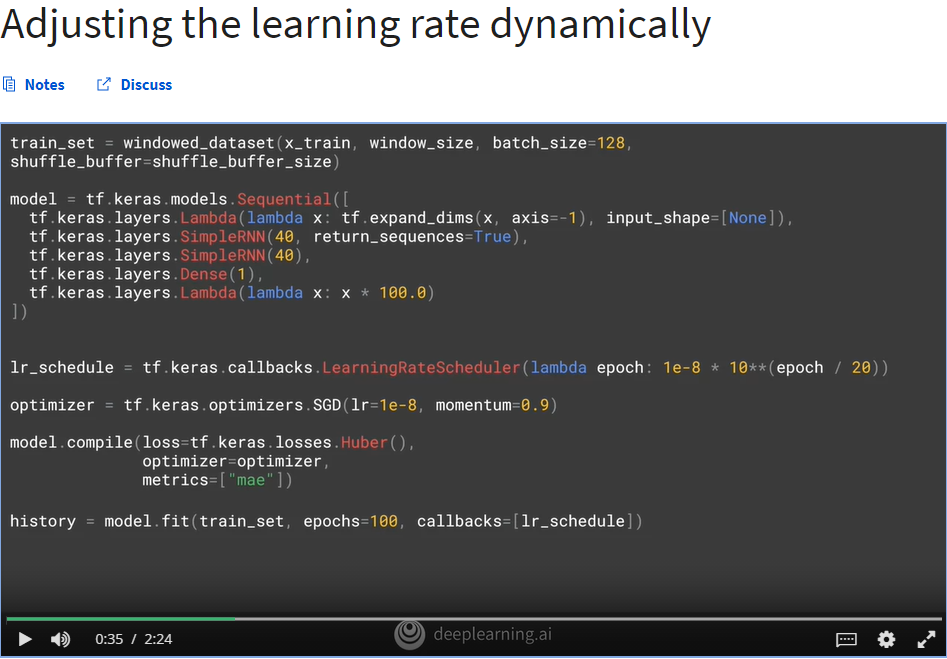 Adjusting the learning rate dynamically
Notes Discuss
train_set = windowed_dataset(x_train, window_size, batch_size=128,
shuffle_buffer=shuffle_buffer_size)
model = tf.keras.models.Sequential([
  tf.keras.layers.Lambda(lambda x: tf.expand_dims(x, axis=-1), input_shape=[None]),
  tf.keras.layers.SimpleRNN(40, return_sequences=True),
  tf.keras.layers.SimpleRNN(40),
  tf.keras.layers.Dense(1),
  tf.keras.layers.Lambda(lambda x: x * 100.0)
])
lr_schedule = tf.keras.callbacks.LearningRateScheduler(lambda epoch: 1e-8 * 10**(epoch / 20))
optimizer = tf.keras.optimizers.SGD(lr=1e-8, momentum=0.9)
model.compile(loss=tf.keras.losses.Huber(),
              optimizer=optimizer,
              metrics=["mae"])
history = model.fit(train_set, epochs=100, callbacks=[lr_schedule])
0:35 / 2:24 deeplearning.ai